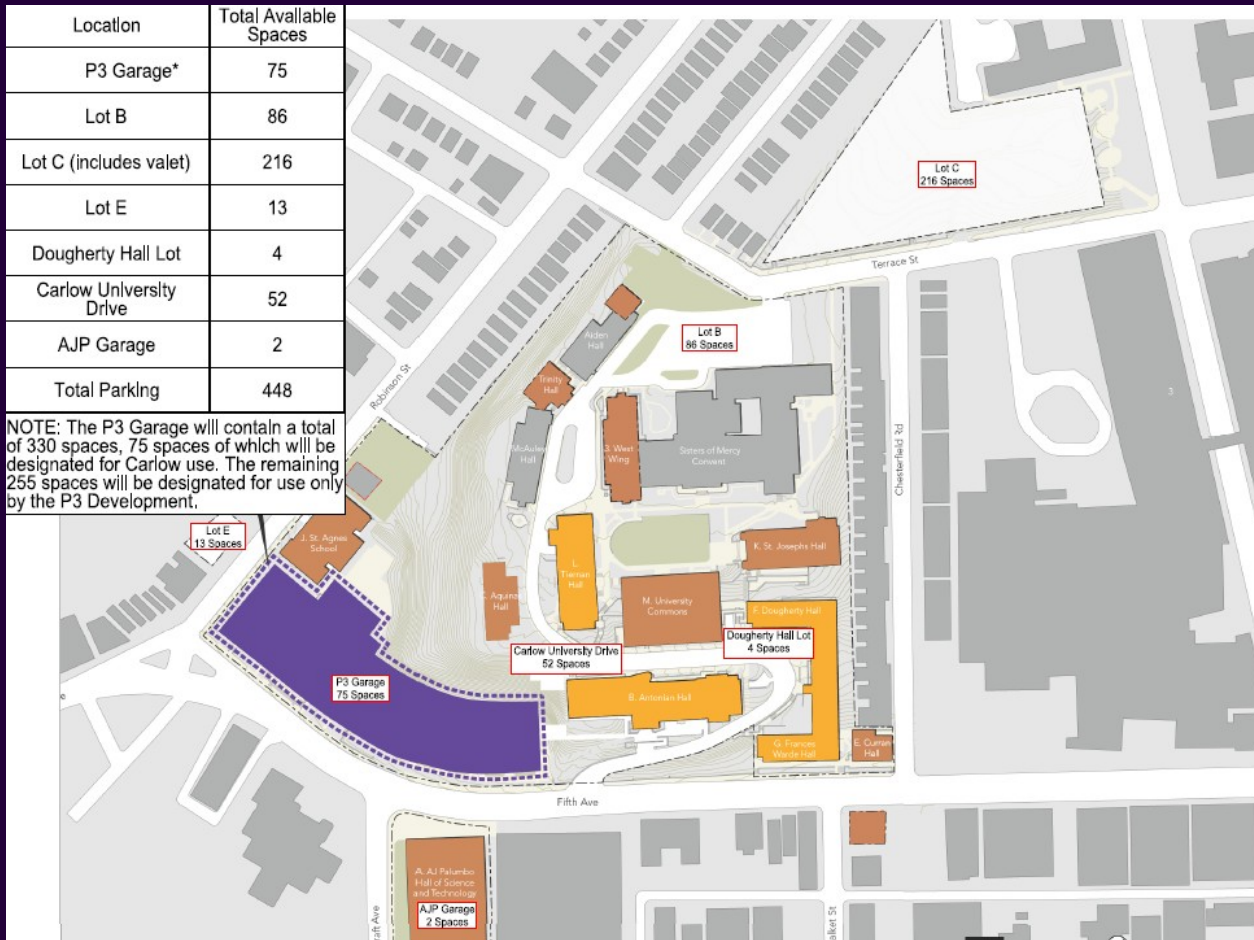 Location Total Available
Spaces
P3 Garage* 75
Lot B 86
Lot C (includes valet) 216
Lot E 13
Dougherty Hall Lot 4
Carlow University
Drive 52
AJP Garage 2
Total Parking 448
NOTE: The P3 Garage will contain a total
of 330 spaces, 75 spaces of which will be
designated for Carlow use. The remaining
255 spaces will be designated for use only
by the P3 Development.
Lot C
216 Spaces
Terrace St
Lot B
86 Spaces
Aiden
Hall
Trinity
Hall
Robinson St
McAuley
Hall
West
Wing
Sisters of Mercy
Convent
Chesterfield Rd
3
Lot E
13 Spaces
J. St. Agnes
School
K. St. Josephs Hall
L.
Tiernan
Hall
Aquinas
Hall
M. University
Commons
F. Dougherty Hall
Carlow University Drive
52 Spaces
Dougherty Hall Lot
4 Spaces
P3 Garage
75 Spaces
B. Antonian Hall
G. Frances
Warde Hall
E. Curran
Hall
Fifth Ave
A. AJ Palumbo
Hall of Science
and Technology
AJP Garage
2 Spaces
raft Ave
alket St